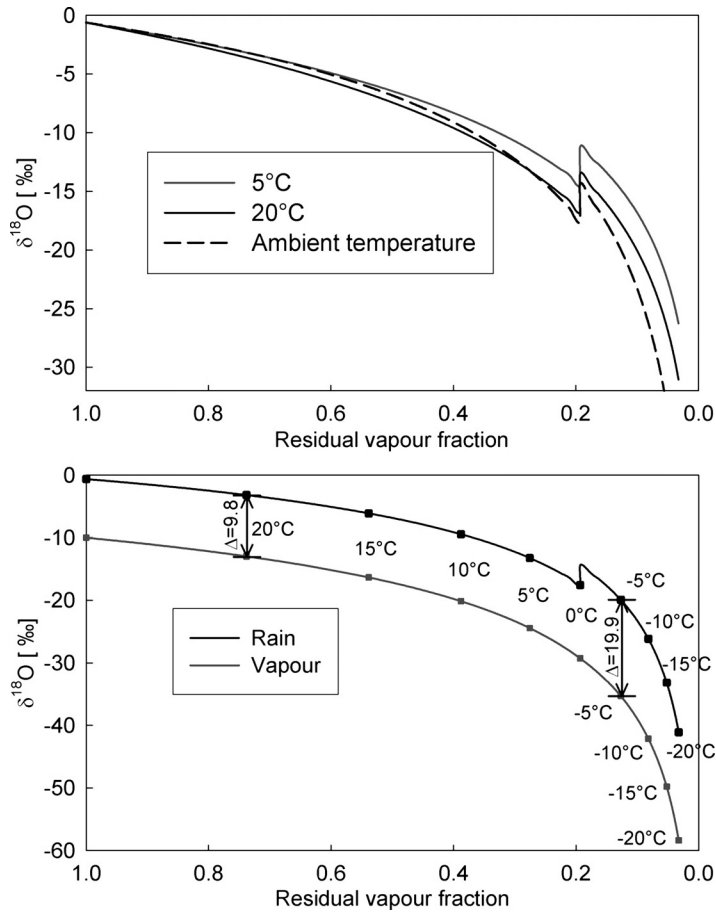 0
-5
-10
-15
-20
-25
-30
δ18O [ ‰]
5°C
20°C
Ambient temperature
1.0 0.8 0.6 0.4 0.2 0.0
Residual vapour fraction
0
-10
-20
-30
-40
-50
-60
δ18O [ ‰]
Δ=9.8
20°C
15°C
10°C
5°C
0°C
-5°C
-10°C
-15°C
-20°C
Δ=19.9
-5°C
-10°C
-15°C
-20°C
Rain
Vapour
1.0 0.8 0.6 0.4 0.2 0.0
Residual vapour fraction